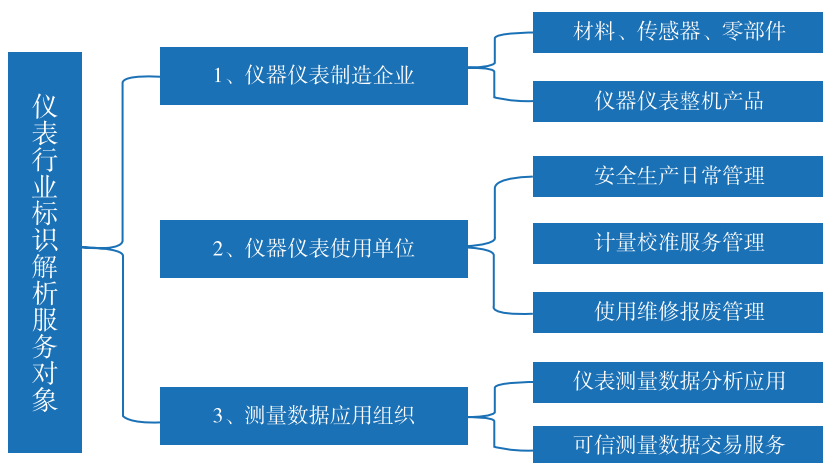 仪表行业标识解析服务对象
1、仪器仪表制造企业
材料、传感器、零部件
仪器仪表整机产品
2、仪器仪表使用单位
安全生产日常管理
计量校准服务管理
使用维修报废管理
3、测量数据应用组织
仪表测量数据分析应用
可信测量数据交易服务